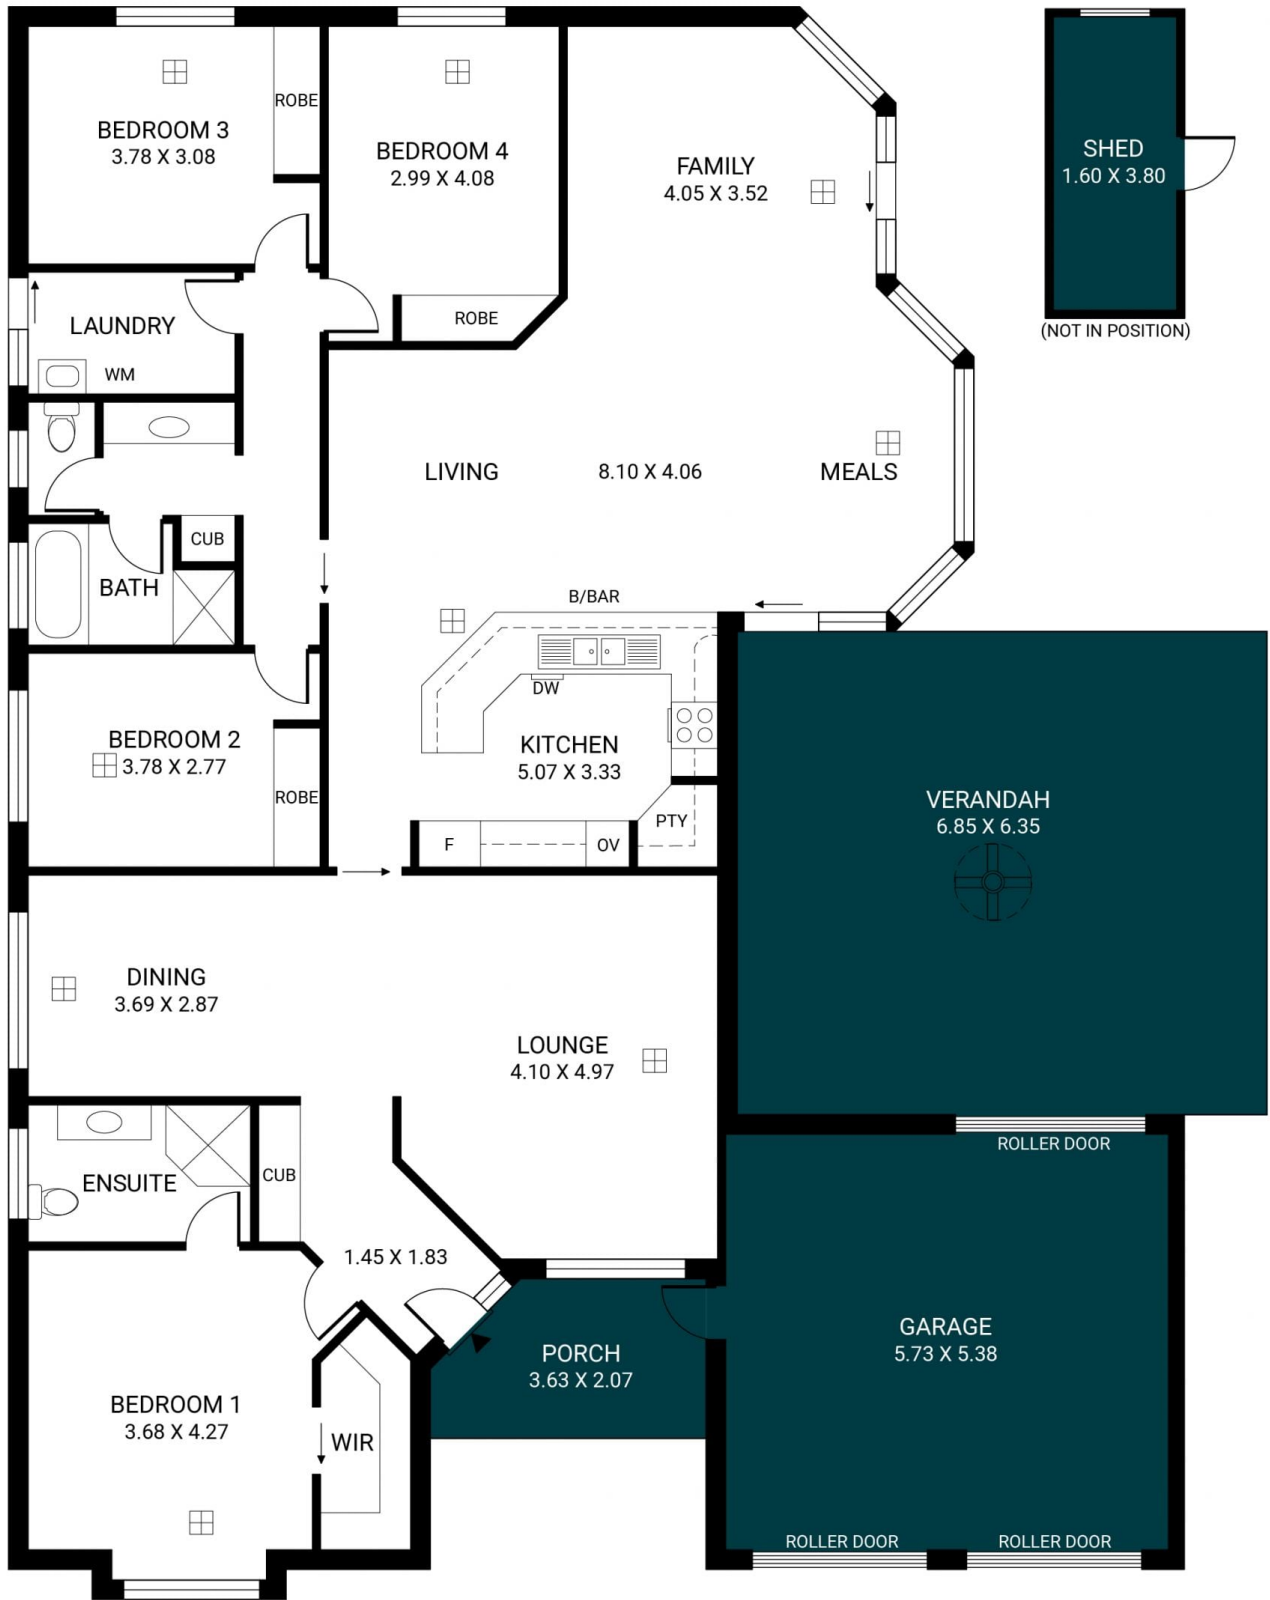 BEDROOM 3
3.78 X 3.08
ROBE
BEDROOM 4
2.99 X 4.08
ROBE
FAMILY
4.05 X 3.52
SHED
1.60 X 3.80
(NOT IN POSITION)
LAUNDRY
WM
LIVING
8.10 X 4.06
MEALS
CUB
BATH
B/BAR
DW
KITCHEN
5.07 X 3.33
BEDROOM 2
3.78 X 2.77
ROBE
F
OV
PTY
VERANDAH
6.85 X 6.35
DINING
3.69 X 2.87
LOUNGE
4.10 X 4.97
ROLLER DOOR
ENSUITE
CUB
1.45 X 1.83
PORCH
3.63 X 2.07
GARAGE
5.73 X 5.38
BEDROOM 1
3.68 X 4.27
WIR
ROLLER DOOR
ROLLER DOOR